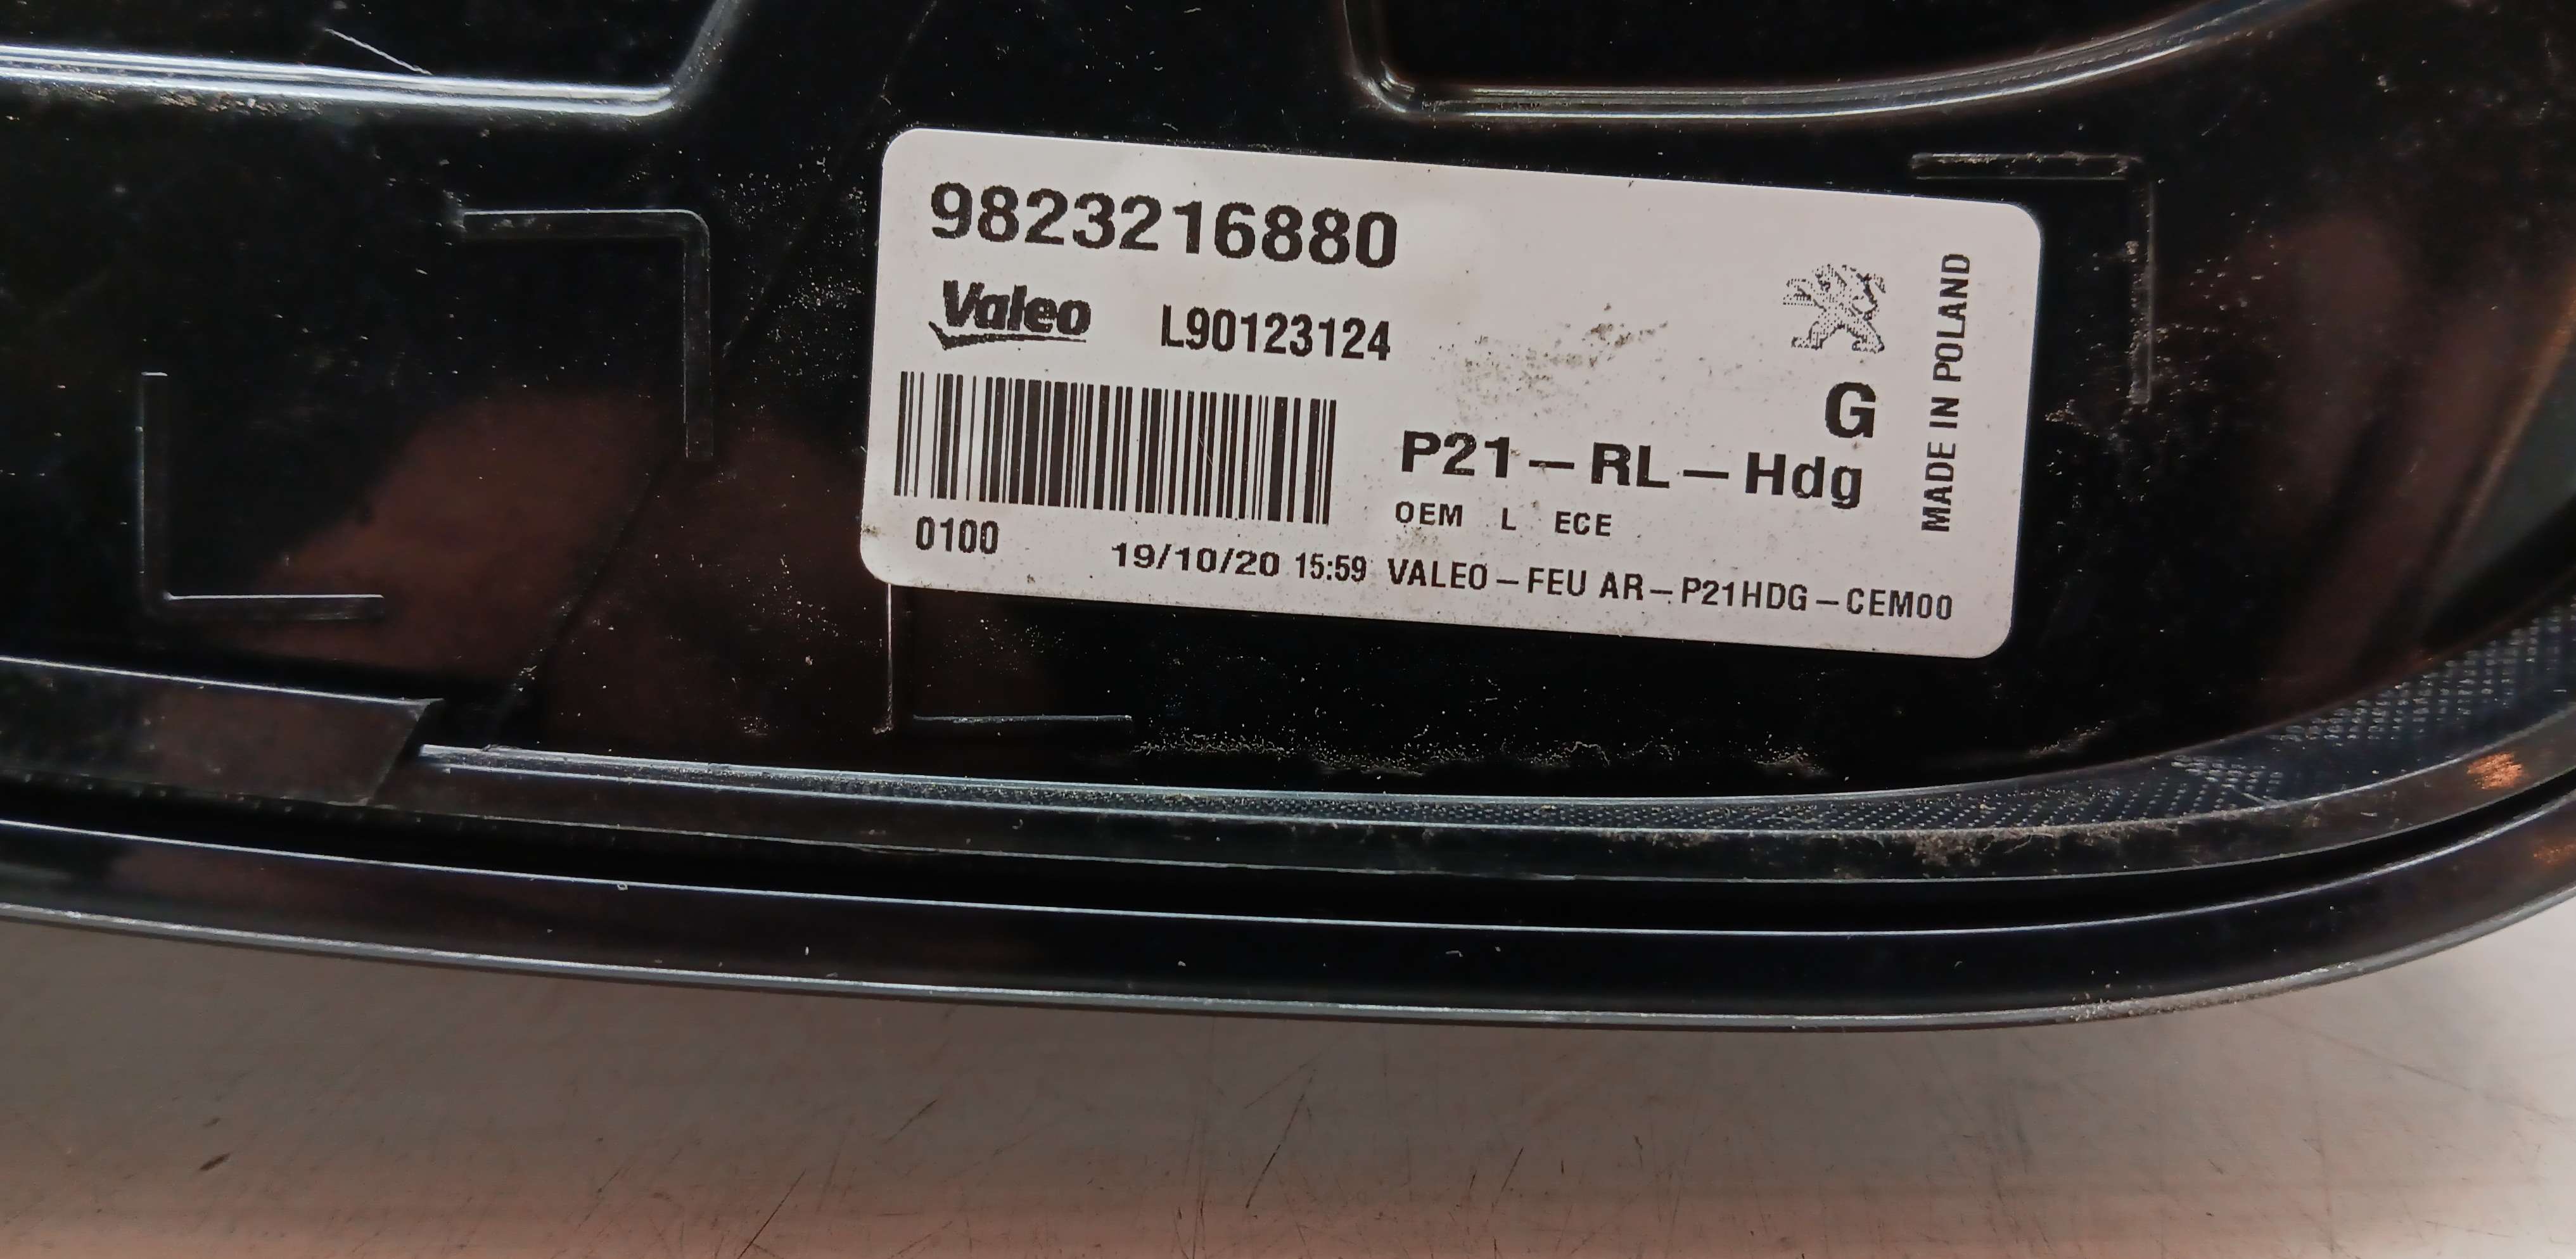 9823216880
Valeo L90123124
G
P21-RL-Hdg
OEM L ECE
0100
19/10/20 15:59 VALEO-FEU AR-P21HDG-CEM00
MADE IN POLAND